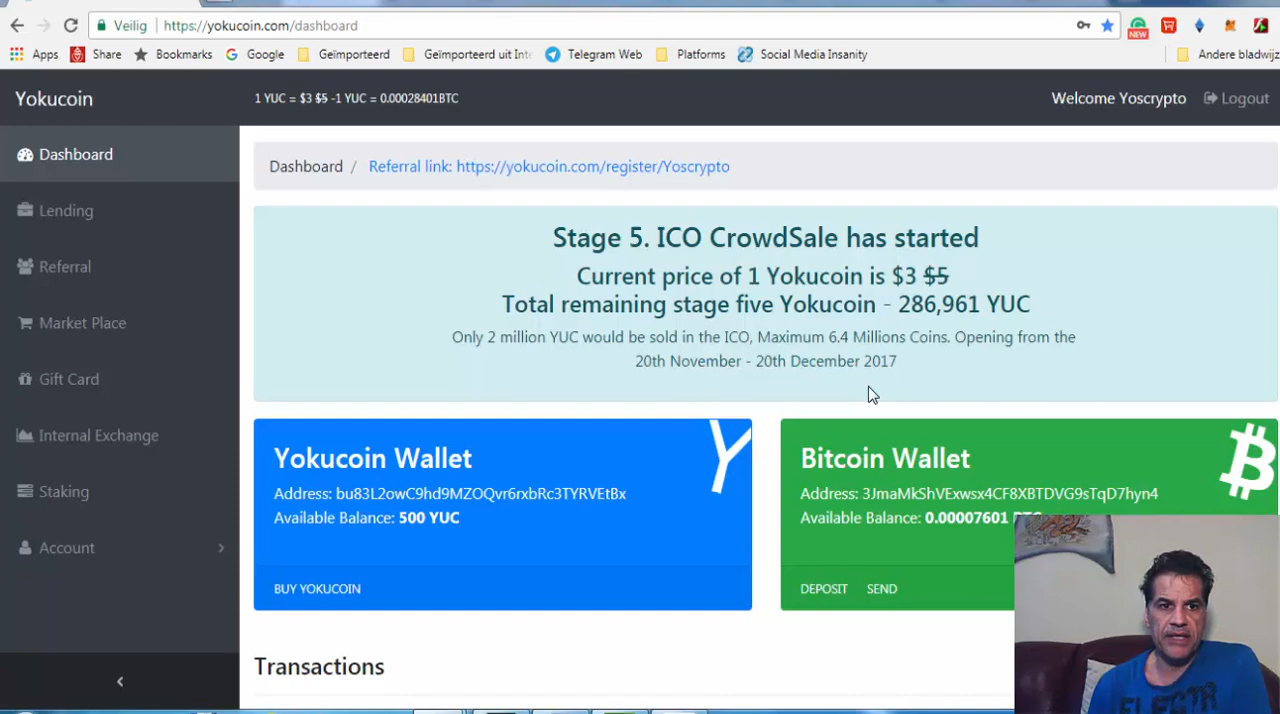 Veilig https://yokucoin.com/dashboard
NEW
Apps Share Bookmarks Google Geïmporteerd Geïmporteerd uit Inte Telegram Web Platforms Social Media Insanity Andere bladwijz
Yokucoin
1 YUC = $3 $5 -1 YUC = 0.00028401BTC
Welcome Yoscrypto Logout
Dashboard
Lending
Referral
Market Place
Gift Card
Internal Exchange
Staking
Account
Dashboard / Referral link: https://yokucoin.com/register/Yoscrypto
Stage 5. ICO CrowdSale has started
Current price of 1 Yokucoin is $3 $5
Total remaining stage five Yokucoin - 286,961 YUC
Only 2 million YUC would be sold in the ICO, Maximum 6.4 Millions Coins. Opening from the
20th November - 20th December 2017
Yokucoin Wallet
Address: bu83L2owC9hd9MZOQvr6rxbRc3TYRVEtBx
Available Balance: 500 YUC
BUY YOKUCOIN
Bitcoin Wallet
Address: 3JmaMkShVExwsx4CF8XBTDVG9sTqD7hyn4
Available Balance: 0.00007601 BTC
DEPOSIT SEND
Transactions
ELECTR